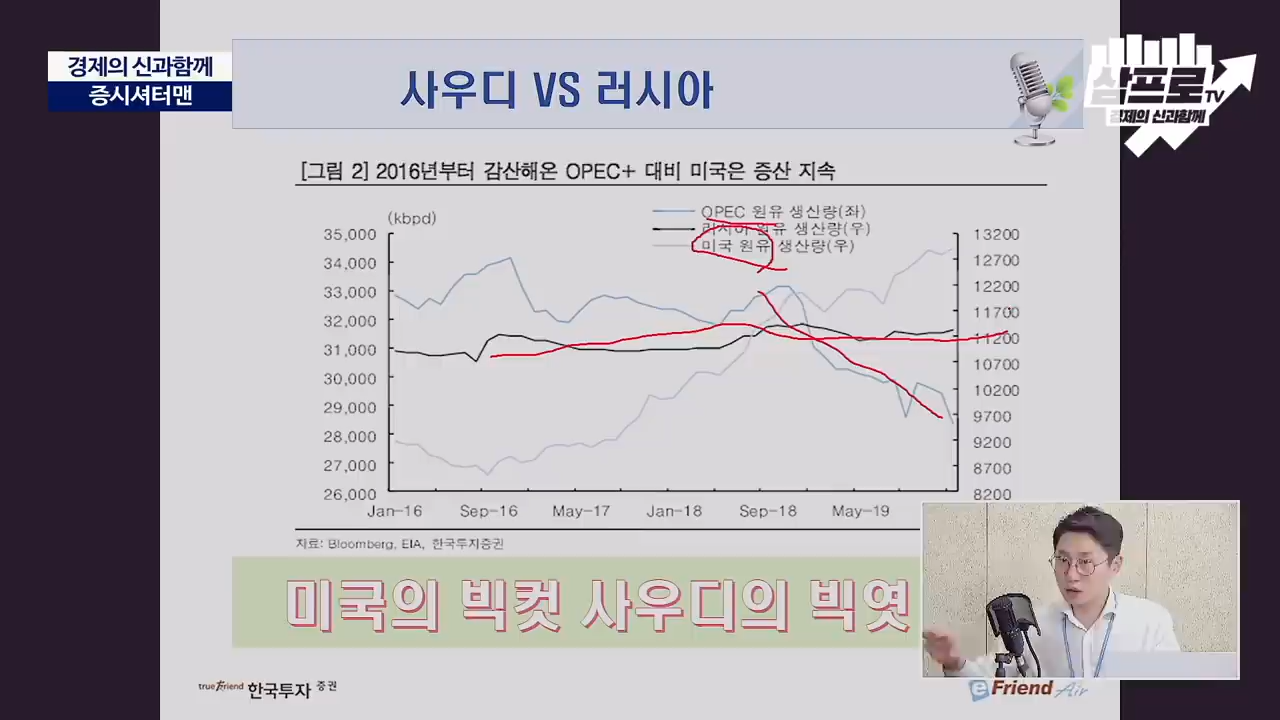 경제의 신과함께
증시셔터맨
사우디 VS 러시아
삼프로TV
경제의 신과함께
[그림 2] 2016년부터 감산해온 OPEC+ 대비 미국은 증산 지속
(kbpd)
OPEC 원유 생산량(좌)
러시아 원유 생산량(우)
미국 원유 생산량(우)
35,000
34,000
33,000
32,000
31,000
30,000
29,000
28,000
27,000
26,000
13200
12700
12200
11700
11200
10700
10200
9700
9200
8700
8200
Jan-16 Sep-16 May-17 Jan-18 Sep-18 May-19
자료: Bloomberg, EIA, 한국투자증권
미국의 빅컷 사우디의 빅엿
true friend 한국투자 증권
eFriend Air